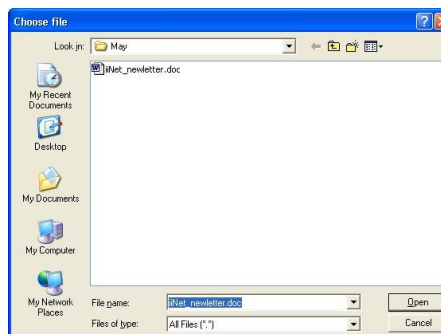 Choose file
Look in:
May
iiNet_newletter.doc
My Recent
Documents
Desktop
My Documents
My Computer
My Network
Places
File name:
iiNet_newletter.doc
Open
Files of type:
All Files (*.*)
Cancel